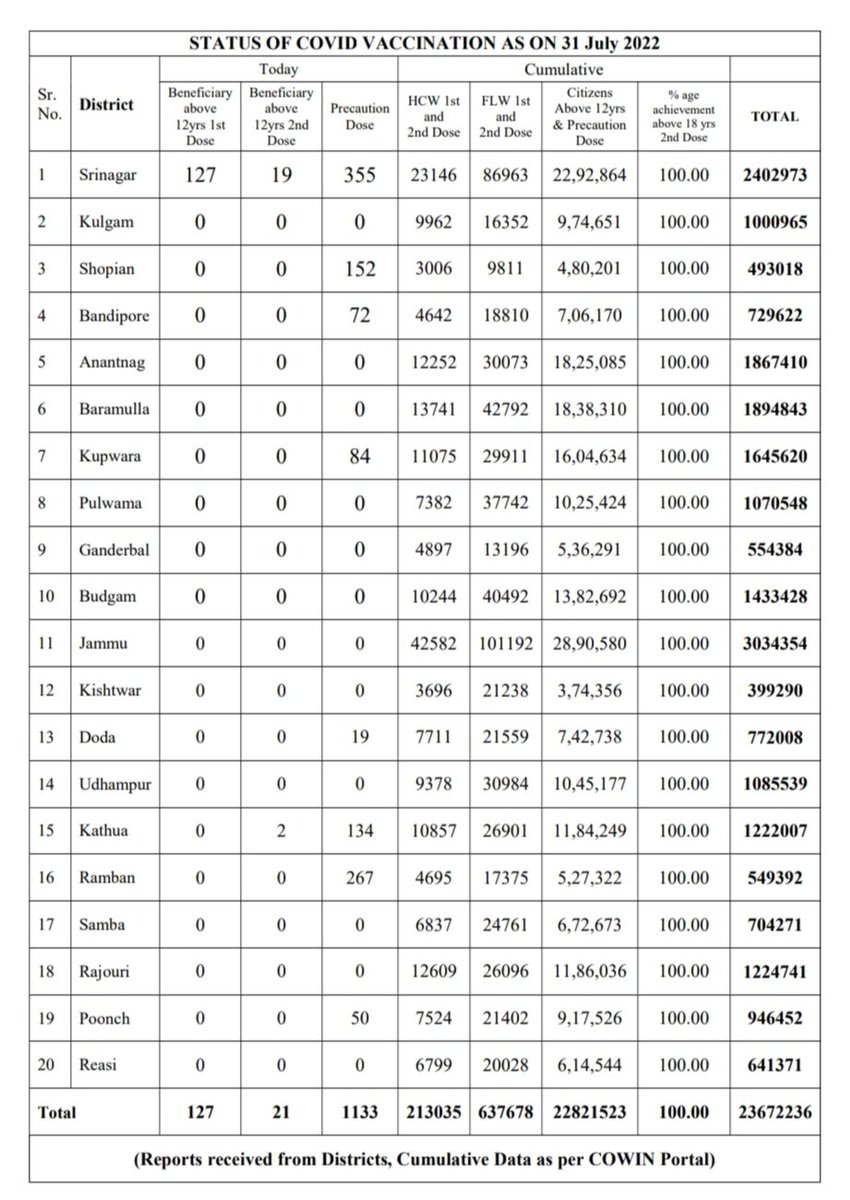 STATUS OF COVID VACCINATION AS ON 31 July 2022
Sr. No. District Today Cumulative
Beneficiary above 12yrs 1st Dose Beneficiary above 12yrs 2nd Dose Precaution Dose HCW 1st and 2nd Dose FLW 1st and 2nd Dose Citizens Above 12yrs & Precaution Dose % age achievement above 18 yrs 2nd Dose TOTAL
1 Srinagar 127 19 355 23146 86963 22,92,864 100.00 2402973
2 Kulgam 0 0 0 9962 16352 9,74,651 100.00 1000965
3 Shopian 0 0 152 3006 9811 4,80,201 100.00 493018
4 Bandipore 0 0 72 4642 18810 7,06,170 100.00 729622
5 Anantnag 0 0 0 12252 30073 18,25,085 100.00 1867410
6 Baramulla 0 0 0 13741 42792 18,38,310 100.00 1894843
7 Kupwara 0 0 84 11075 29911 16,04,634 100.00 1645620
8 Pulwama 0 0 0 7382 37742 10,25,424 100.00 1070548
9 Ganderbal 0 0 0 4897 13196 5,36,291 100.00 554384
10 Budgam 0 0 0 10244 40492 13,82,692 100.00 1433428
11 Jammu 0 0 0 42582 101192 28,90,580 100.00 3034354
12 Kishtwar 0 0 0 3696 21238 3,74,356 100.00 399290
13 Doda 0 0 19 7711 21559 7,42,738 100.00 772008
14 Udhampur 0 0 0 9378 30984 10,45,177 100.00 1085539
15 Kathua 0 2 134 10857 26901 11,84,249 100.00 1222007
16 Ramban 0 0 267 4695 17375 5,27,322 100.00 549392
17 Samba 0 0 0 6837 24761 6,72,673 100.00 704271
18 Rajouri 0 0 0 12609 26096 11,86,036 100.00 1224741
19 Poonch 0 0 50 7524 21402 9,17,526 100.00 946452
20 Reasi 0 0 0 6799 20028 6,14,544 100.00 641371
Total 127 21 1133 213035 637678 22821523 100.00 23672236
(Reports received from Districts, Cumulative Data as per COWIN Portal)